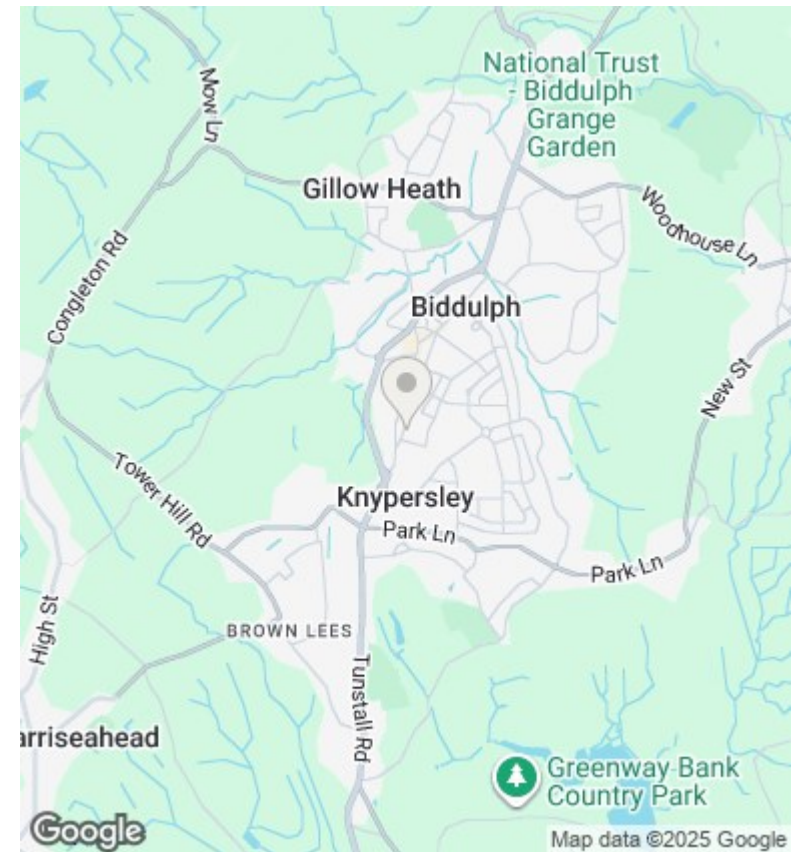 National Trust
- Biddulph
Grange
Garden
Mow Ln
Gillow Heath
Woodhouse Ln
Congleton Rd
Biddulph
New St
Tower Hill Rd
Knypersley
Park Ln
Park Ln
High St
BROWN LEES
Tunstall Rd
arriseahead
Greenway Bank
Country Park
Google
Map data ©2025 Google